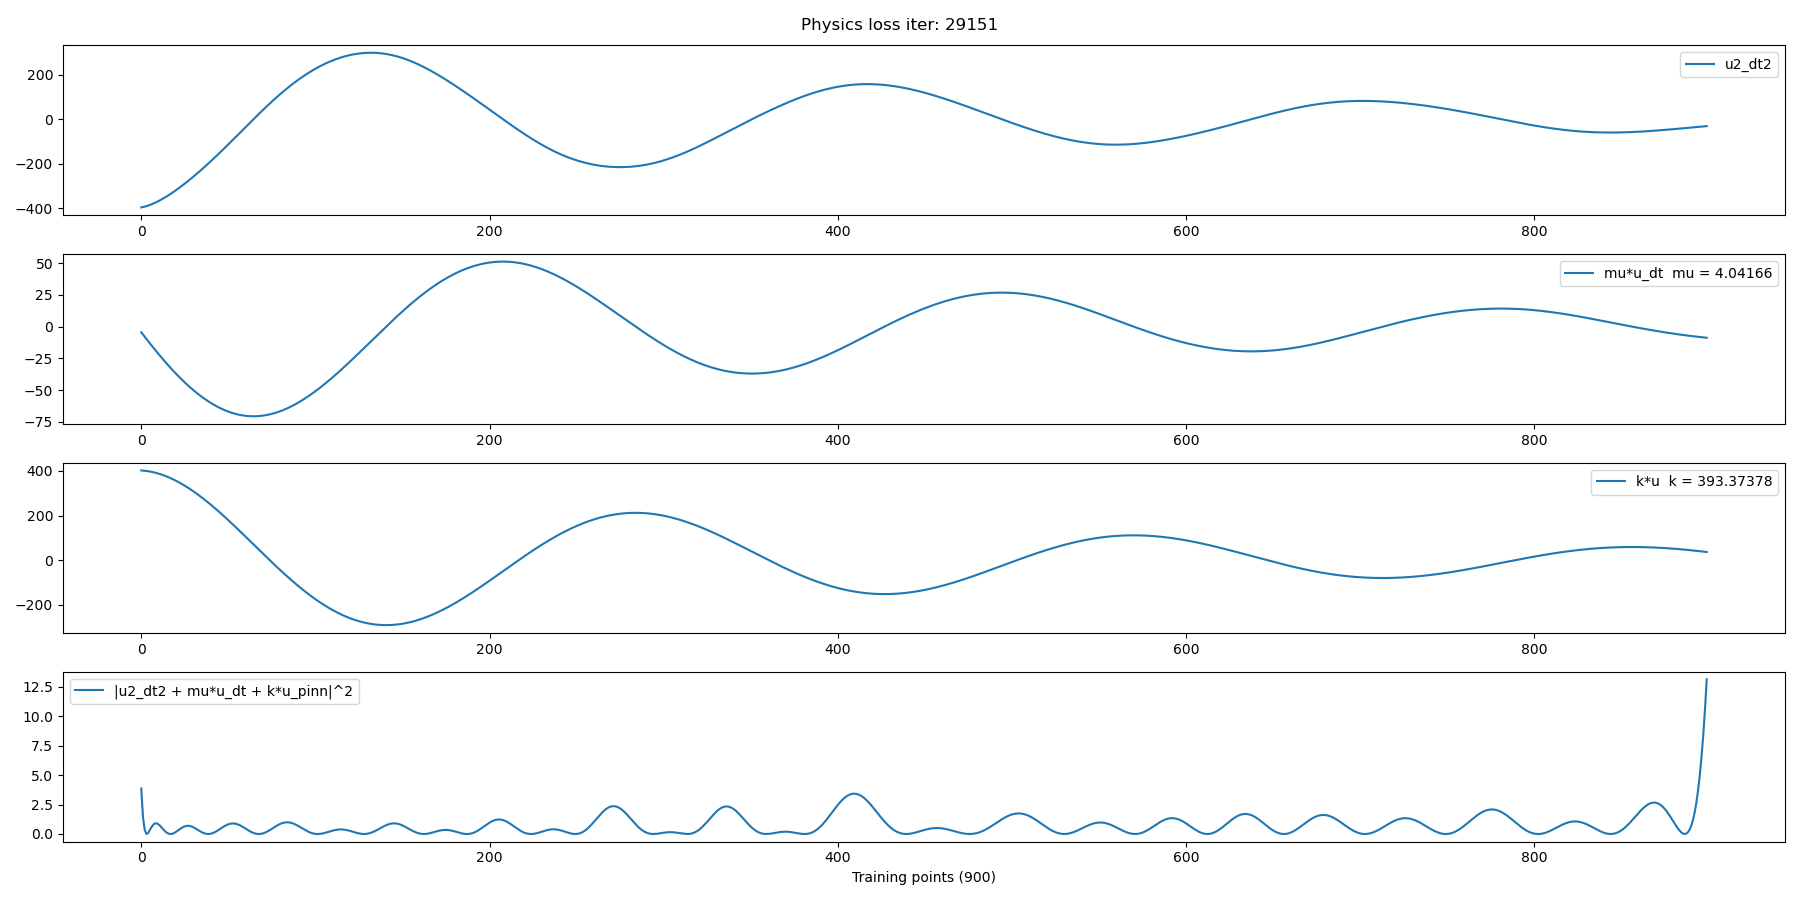 Physics loss iter: 29151
u2_dt2
200
0
−200
−400
0 200 400 600 800
mu*u_dt  mu = 4.04166
50
25
0
−25
−50
−75
0 200 400 600 800
k*u  k = 393.37378
400
200
0
−200
0 200 400 600 800
|u2_dt2 + mu*u_dt + k*u_pinn|^2
12.5
10.0
7.5
5.0
2.5
0.0
0 200 400 600 800
Training points (900)